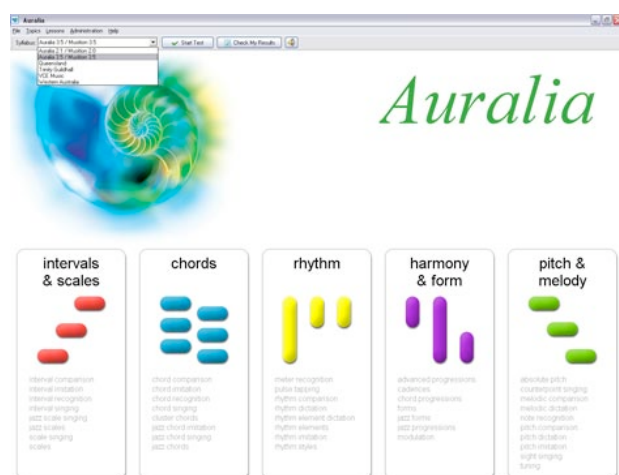 Auralia
File Topics Lessons Administration Help
Syllabus: Auralia 3.5 / Musition 3.5 Start Test Check My Results
Auralia 2.1 / Musition 2.0
Auralia 3.5 / Musition 3.5
Queensland
Trinity Guildhall
VCE Music
Western Australia
Auralia
intervals
& scales
interval comparison
interval imitation
interval recognition
interval singing
jazz scale singing
jazz scales
scale singing
scales
chords
chord comparison
chord imitation
chord recognition
chord singing
cluster chords
jazz chord imitation
jazz chord singing
jazz chords
rhythm
meter recognition
pulse tapping
rhythm comparison
rhythm dictation
rhythm element dictation
rhythm elements
rhythm imitation
rhythm styles
harmony
& form
advanced progressions
cadences
chord progressions
forms
jazz forms
jazz progressions
modulation
pitch &
melody
absolute pitch
counterpoint singing
melodic comparison
melodic dictation
note recognition
pitch comparison
pitch dictation
pitch imitation
sight singing
tuning